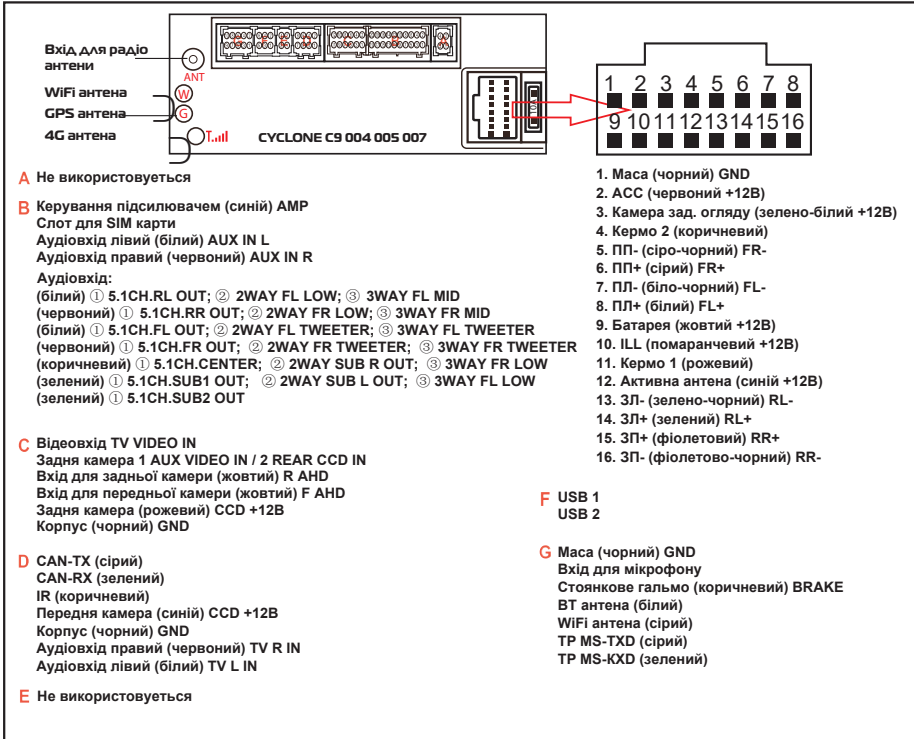 Вхід для радіо
антени
ANT
WiFi антена
W
GPS антена
G
4G антена
T
CYCLONE C9 004 005 007
G F E D C B A
10A
1 2 3 4 5 6 7 8
9 10 11 12 13 14 15 16
A Не використовуеться
B Керування підсилювачем (синій) AMP
Слот для SIM карти
Аудіовхід лівий (білий) AUX IN L
Аудіовхід правий (червоний) AUX IN R
Аудіовхід:
(білий) ① 5.1CH.RL OUT; ② 2WAY FL LOW; ③ 3WAY FL MID
(червоний) ① 5.1CH.RR OUT; ② 2WAY FR LOW; ③ 3WAY FR MID
(білий) ① 5.1CH.FL OUT; ② 2WAY FL TWEETER; ③ 3WAY FL TWEETER
(червоний) ① 5.1CH.FR OUT; ② 2WAY FR TWEETER; ③ 3WAY FR TWEETER
(коричневий) ① 5.1CH.CENTER; ② 2WAY SUB R OUT; ③ 3WAY FR LOW
(зелений) ① 5.1CH.SUB1 OUT; ② 2WAY SUB L OUT; ③ 3WAY FL LOW
(зелений) ① 5.1CH.SUB2 OUT
C Відеовхід TV VIDEO IN
Задня камера 1 AUX VIDEO IN / 2 REAR CCD IN
Вхід для задньої камери (жовтий) R AHD
Вхід для передньої камери (жовтий) F AHD
Задня камера (рожевий) CCD +12В
Корпус (чорний) GND
D CAN-TX (сірий)
CAN-RX (зелений)
IR (коричневий)
Передня камера (синій) CCD +12В
Корпус (чорний) GND
Аудіовхід правий (червоний) TV R IN
Аудіовхід лівий (білий) TV L IN
E Не використовуеться
1. Маса (чорний) GND
2. ACC (червоний +12В)
3. Камера зад. огляду (зелено-білий +12В)
4. Кермо 2 (коричневий)
5. ПП- (сіро-чорний) FR-
6. ПП+ (сірий) FR+
7. ПЛ- (біло-чорний) FL-
8. ПЛ+ (білий) FL+
9. Батарея (жовтий +12В)
10. ILL (помаранчевий +12В)
11. Кермо 1 (рожевий)
12. Активна антена (синій +12В)
13. ЗЛ- (зелено-чорний) RL-
14. ЗЛ+ (зелений) RL+
15. ЗП+ (фіолетовий) RR+
16. ЗП- (фіолетово-чорний) RR-
F USB 1
USB 2
G Маса (чорний) GND
Вхід для мікрофону
Стоянкове гальмо (коричневий) BRAKE
BT антена (білий)
WiFi антена (сірий)
TP MS-TXD (сірий)
TP MS-KXD (зелений)